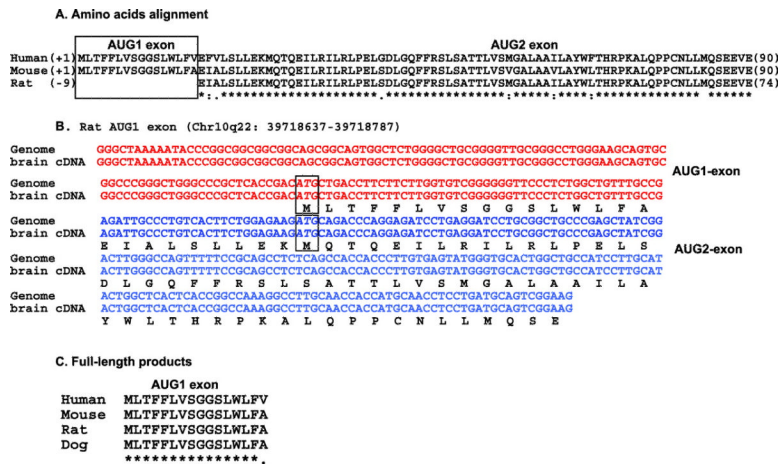 A. Amino acids alignment
AUG1 exon AUG2 exon
Human(+1)MLTFFLVSGGSLWLFVEFVLSLLEKMQTQEILRILRLPELGDLGQFFRSLSATTLVSMGALAAILAYWFTHRPKALQPPCNLLMQSEEVE(90)
Mouse(+1)MLTFFLVSGGSLWLFAEIALSLLEKMQTQEILRILRLPELSDLGQFFRSLSATTLVSVGALAAILAYWLTHRPKALQPPCNLLKQSEEVE(90)
Rat (-9) EIALSLLEKMQTQEILRILRLPELSDLGQFFRSLSATTLVSMGALAAILAYWLTHRPKALQPPCNLLMQSEEVE(74)
B. Rat AUG1 exon (Chr10q22: 39718637-39718787)
Genome GGGCTAAAAATACCCGGCGGCGGCGGCAGCGGCAGTGGCTCTGGGGCTGCGGGGTTGCGGGCCTGGGAAGCAGTGC
brain cDNA GGGCTAAAAATACCCGGCGGCGGCGGCAGCGGCAGTGGCTCTGGGGCTGCGGGGTTGCGGGCCTGGGAAGCAGTGC
AUG1-exon
Genome GGCCCGGGCTGGGCCCGCTCACCGACATGCTGACCTTCTTCTTGGTGTCGGGGGGTTCCCTCTGGCTGTTTGCCG
brain cDNA GGCCCGGGCTGGGCCCGCTCACCGACATGCTGACCTTCTTCTTGGTGTCGGGGGGTTCCCTCTGGCTGTTTGCCG
M L T F F L V S G G S L W L F A
Genome AGATTGCCCTGTCACTTCTGGAGAAGATGCAGACCCAGGAGATCCTGAGGATCCTGCGGCTGCCCGAGCTATCGG
brain cDNA AGATTGCCCTGTCACTTCTGGAGAAGATGCAGACCCAGGAGATCCTGAGGATCCTGCGGCTGCCCGAGCTATCGG
E I A L S L L E K M Q T Q E I L R I L R L P E L S
AUG2-exon
Genome ACTTGGGCCAGTTTTTCCGCAGCCTCTCAGCCACCACCCTTGTGAGTATGGGTGCACTGGCTGCCATCCTTGCAT
brain cDNA ACTTGGGCCAGTTTTTCCGCAGCCTCTCAGCCACCACCCTTGTGAGTATGGGTGCACTGGCTGCCATCCTTGCAT
D L G Q F F R S L S A T T L V S M G A L A A I L A
Genome ACTGGCTCACTCACCGGCCAAAGGCCTTGCAACCACCATGCAACCTCCTGATGCAGTCGGAAG
brain cDNA ACTGGCTCACTCACCGGCCAAAGGCCTTGCAACCACCATGCAACCTCCTGATGCAGTCGGAAG
Y W L T H R P K A L Q P P C N L L M Q S E
C. Full-length products
AUG1 exon
Human MLTFFLVSGGSLWLFV
Mouse MLTFFLVSGGSLWLFA
Rat MLTFFLVSGGSLWLFA
Dog MLTFFLVSGGSLWLFA
***************.